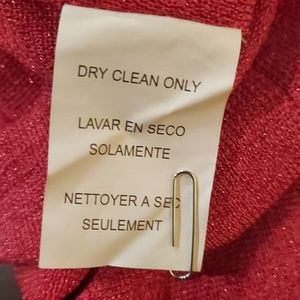 DRY CLEAN ONLY
LAVAR EN SECO
SOLAMENTE
NETTOYER A SEC
SEULEMENT